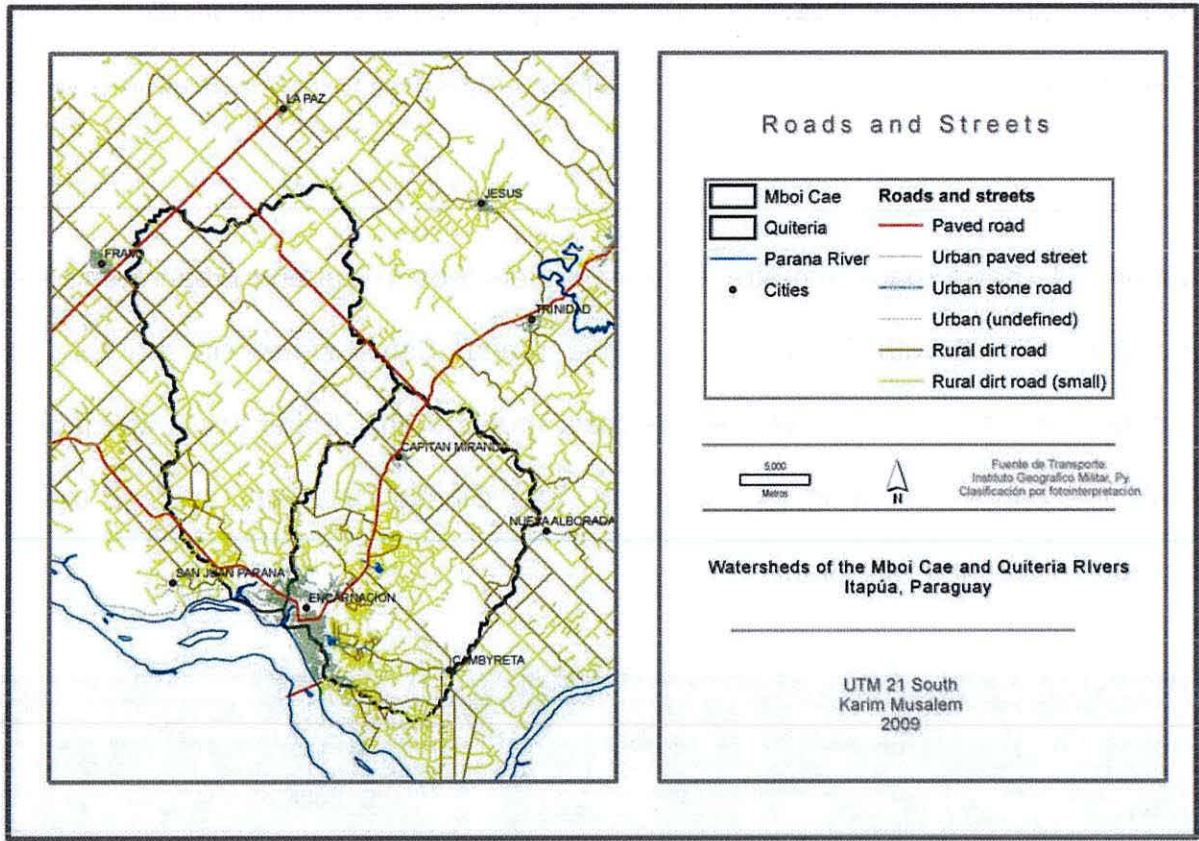 LA PAZ
JESUS
FRAM
TRINIDAD
CAPITAN MIRANDA
NUEVA ALBORADA
SAN JUAN PARANA
ENCARNACION
CAMBYRETA
Roads and Streets
Mboi Cae
Quiteria
Parana River
Cities
Roads and streets
Paved road
Urban paved street
Urban stone road
Urban (undefined)
Rural dirt road
Rural dirt road (small)
5,000
Metros
N
Fuente de Transporte:
Instituto Geografico Militar, Py.
Clasificación por fotointerpretación
Watersheds of the Mboi Cae and Quiteria Rivers
Itapúa, Paraguay
UTM 21 South
Karim Musalem
2009